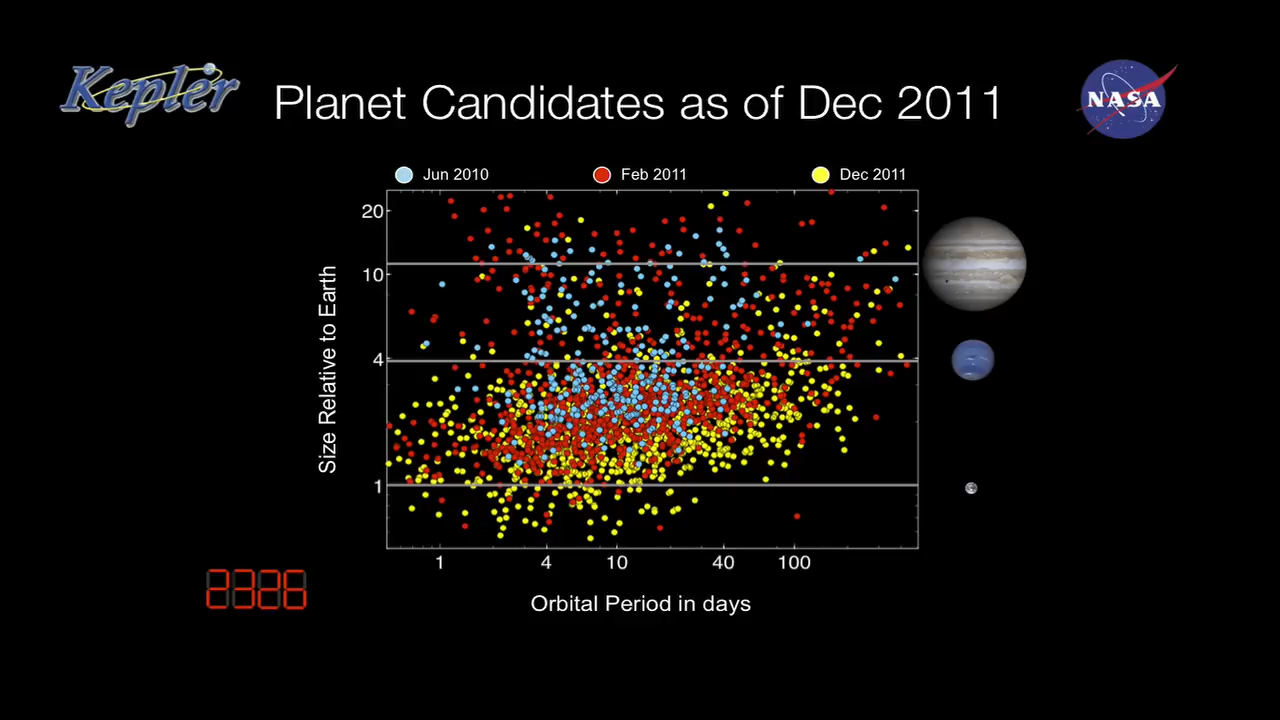 Kepler
Planet Candidates as of Dec 2011
NASA
Jun 2010
Feb 2011
Dec 2011
20
10
4
1
Size Relative to Earth
1
4
10
40
100
Orbital Period in days
2326